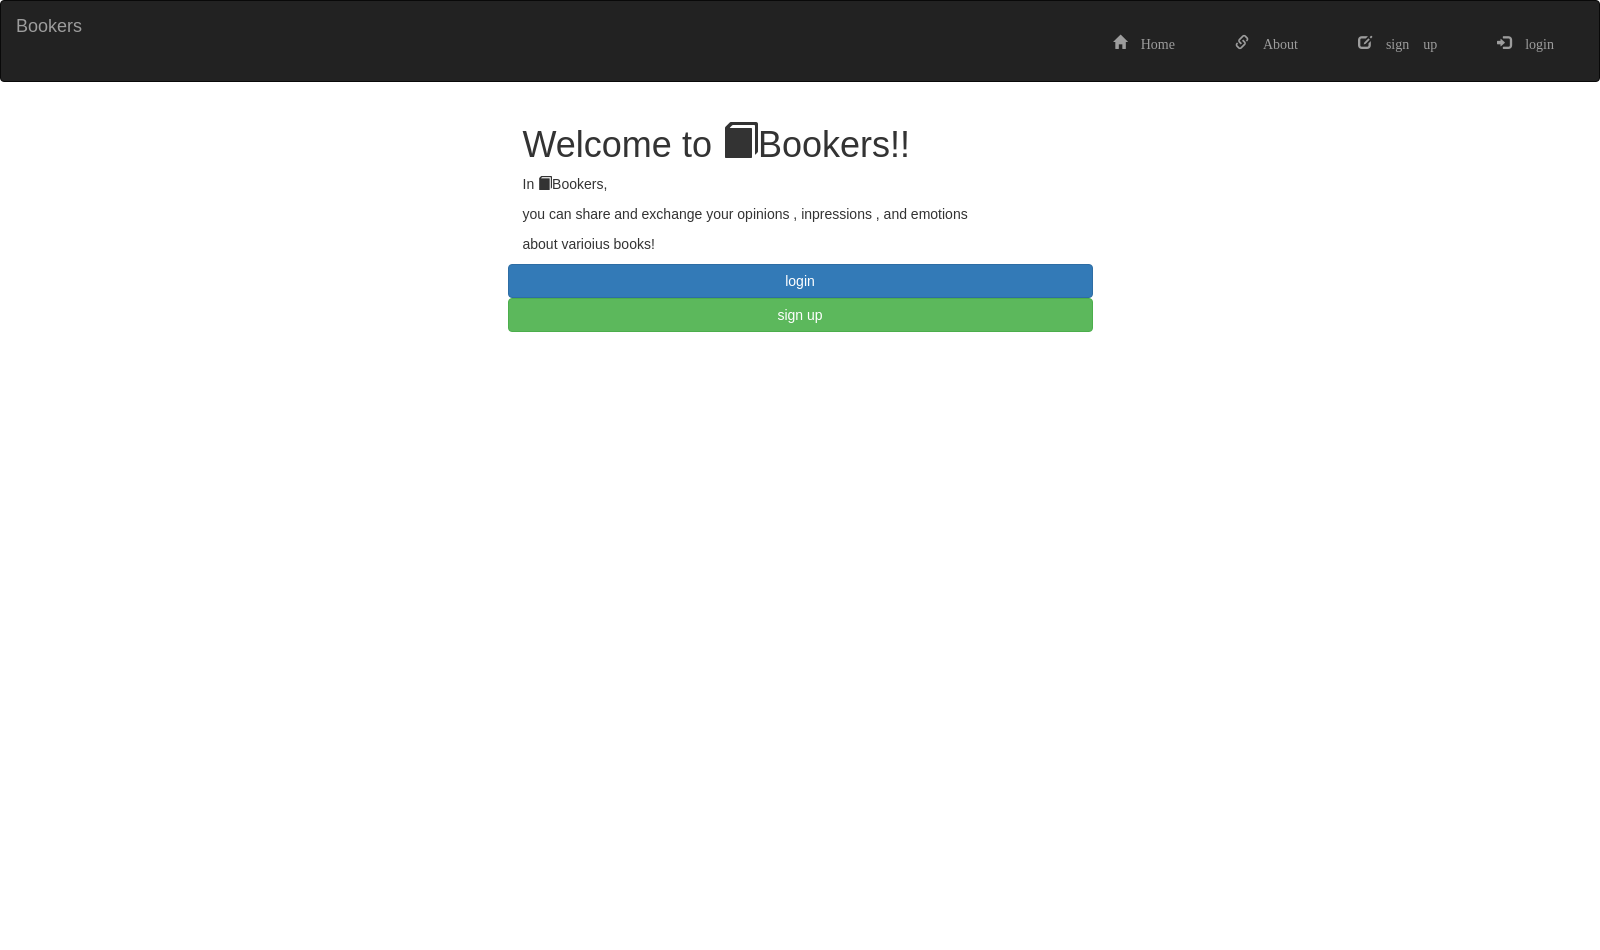 Bookers
Home About sign up login
Welcome to Bookers!!
In Bookers,
you can share and exchange your opinions , inpressions , and emotions
about varioius books!
login
sign up